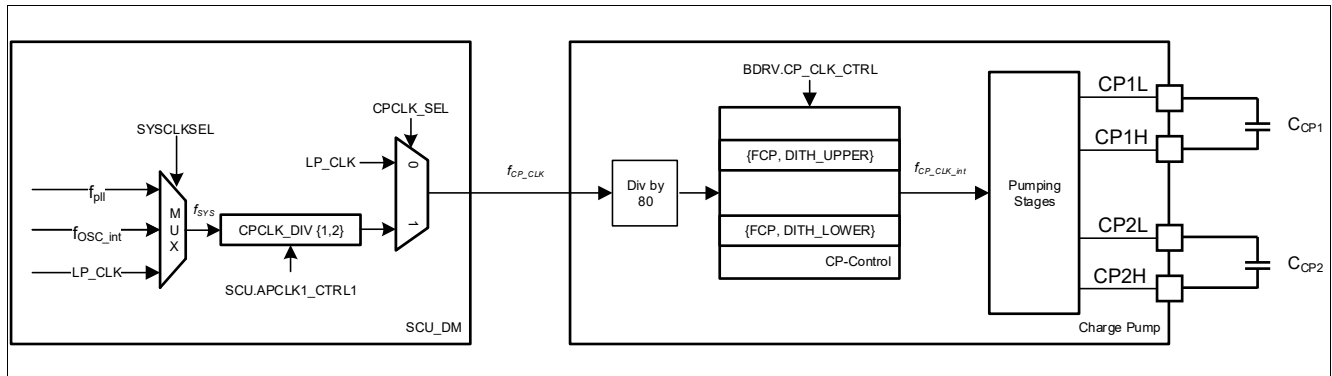 SYSCLKSEL
f_pll
f_OSC_int
LP_CLK
M
U
X
f_SYS
CPCLK_DIV {1,2}
SCU.APCLK1_CTRL1
CPCLK_SEL
LP_CLK
0
1
SCU_DM
f_CP_CLK
Div by
80
BDRV.CP_CLK_CTRL
{FCP, DITH_UPPER}
{FCP, DITH_LOWER}
CP-Control
f_CP_CLK_int
Pumping
Stages
CP1L
CP1H
CP2L
CP2H
Charge Pump
C_CP1
C_CP2